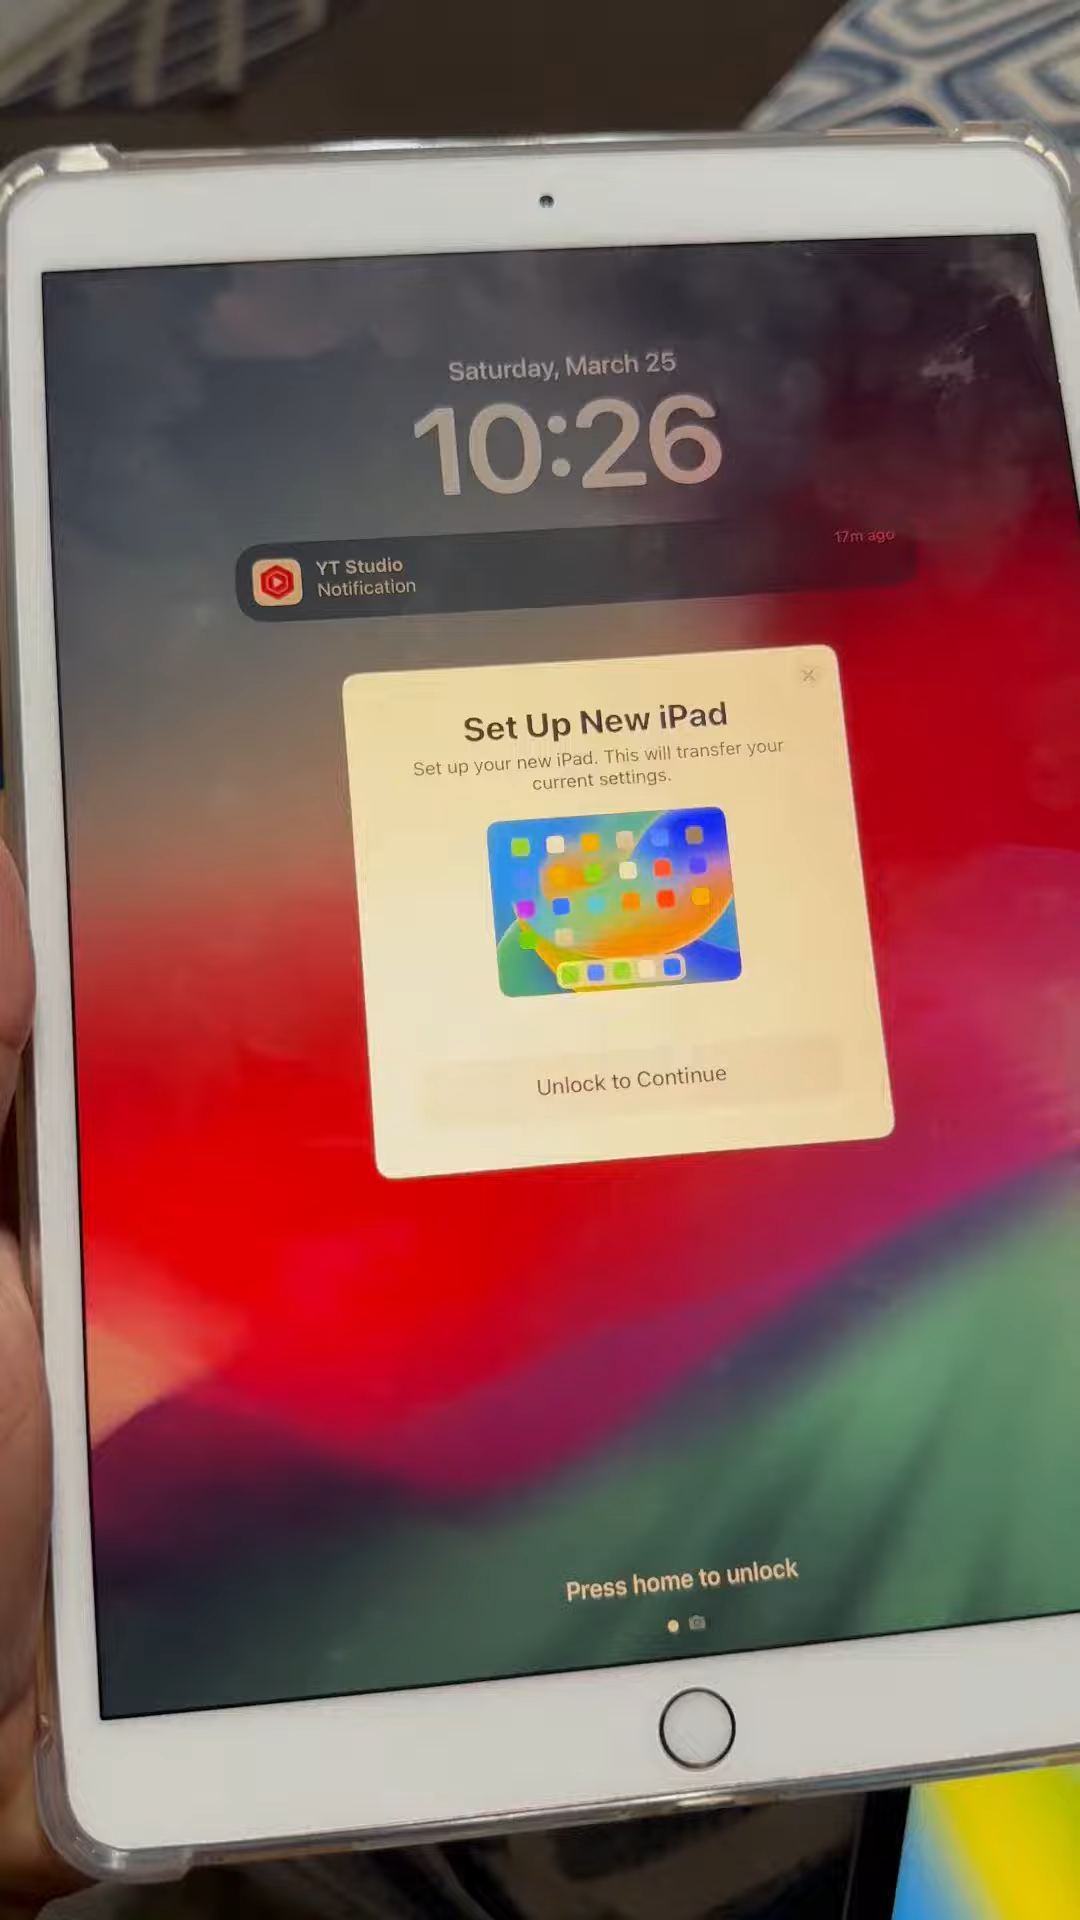 Saturday, March 25
10:26
17m ago
YT Studio
Notification
Set Up New iPad
Set up your new iPad. This will transfer your
current settings.
Unlock to Continue
Press home to unlock